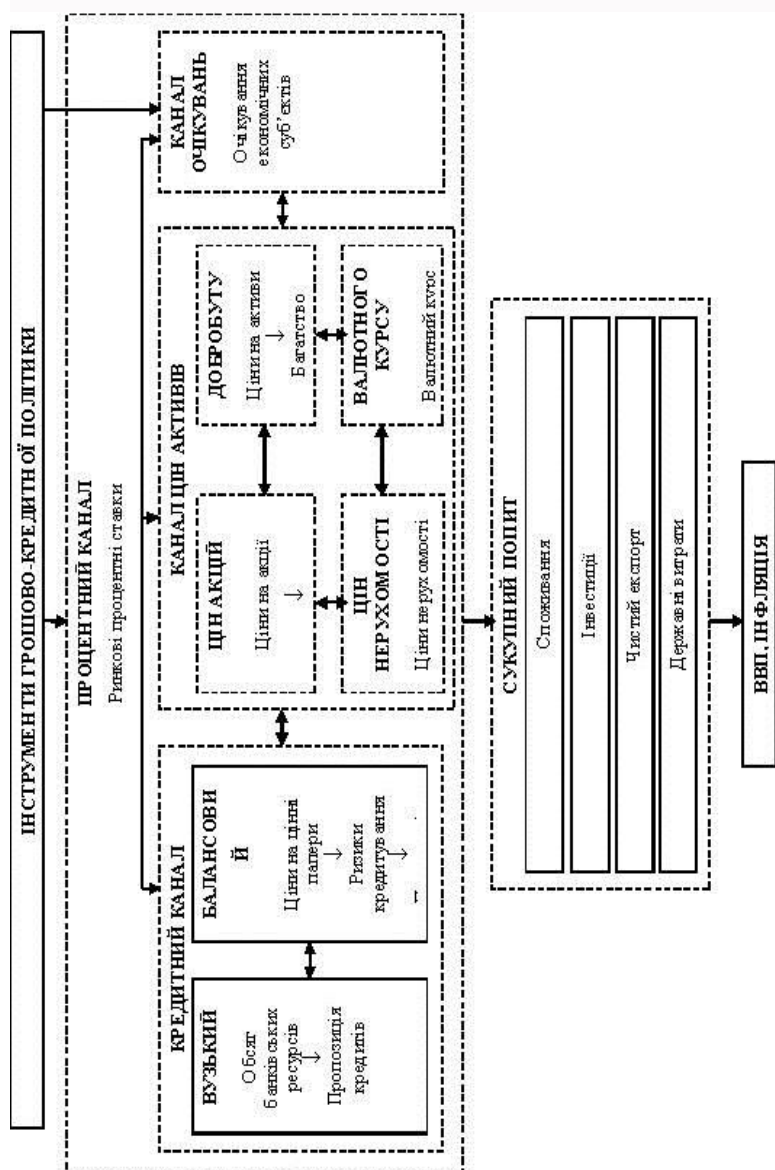 ІНСТРУМЕНТИ ГРОШОВО-КРЕДИТНОЇ ПОЛІТИКИ
ПРОЦЕНТНИЙ КАНАЛ
Ринкові процентні ставки
КРЕДИТНИЙ КАНАЛ
ВУЗЬКИЙ
Обсяг
банківських
ресурсів
↓
Пропозиція
кредитів
БАЛАНСОВИ
Й
Ціни на цінні
папери
↓
Ризики
кредитування
↓
КАНАЛ ЦІН АКТИВІВ
ЦІН АКЦІЙ
Ціни на акції
↓
ДОБРОБУТУ
Ціни на активи
↓
Багатство
ЦІН
НЕРУХОМОСТІ
Ціни нерухомості
ВАЛЮТНОГО
КУРСУ
Валютний курс
КАНАЛ
ОЧІКУВАНЬ
Очікування
економічних
суб’єктів
СУКУПНИЙ ПОПИТ
Споживання
Інвестиції
Чистий експорт
Державні витрати
ВВП, ІНФЛЯЦІЯ